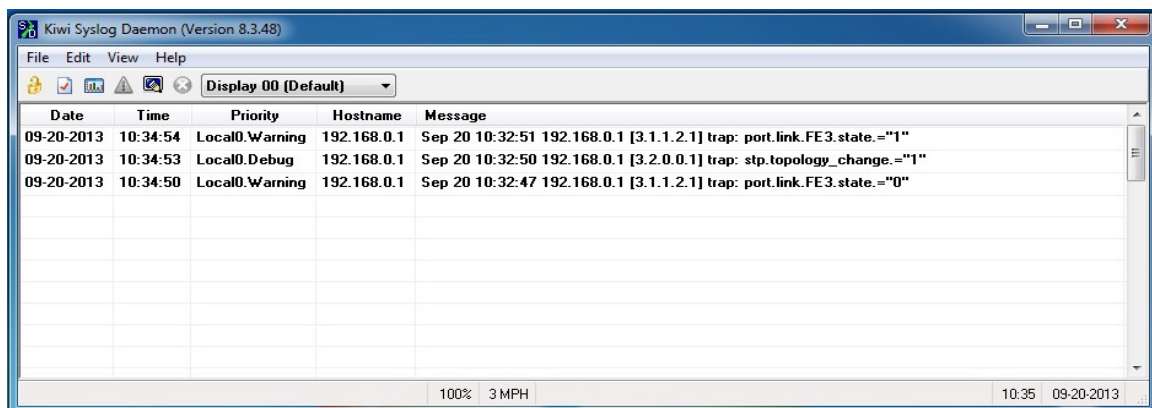 Kiwi Syslog Daemon (Version 8.3.48)
File Edit View Help
Display 00 (Default)
Date Time Priority Hostname Message
09-20-2013 10:34:54 Local0.Warning 192.168.0.1 Sep 20 10:32:51 192.168.0.1 [3.1.1.2.1] trap: port.link.FE3.state.="1"
09-20-2013 10:34:53 Local0.Debug 192.168.0.1 Sep 20 10:32:50 192.168.0.1 [3.2.0.0.1] trap: stp.topology_change.="1"
09-20-2013 10:34:50 Local0.Warning 192.168.0.1 Sep 20 10:32:47 192.168.0.1 [3.1.1.2.1] trap: port.link.FE3.state.="0"
100% 3 MPH 10:35 09-20-2013